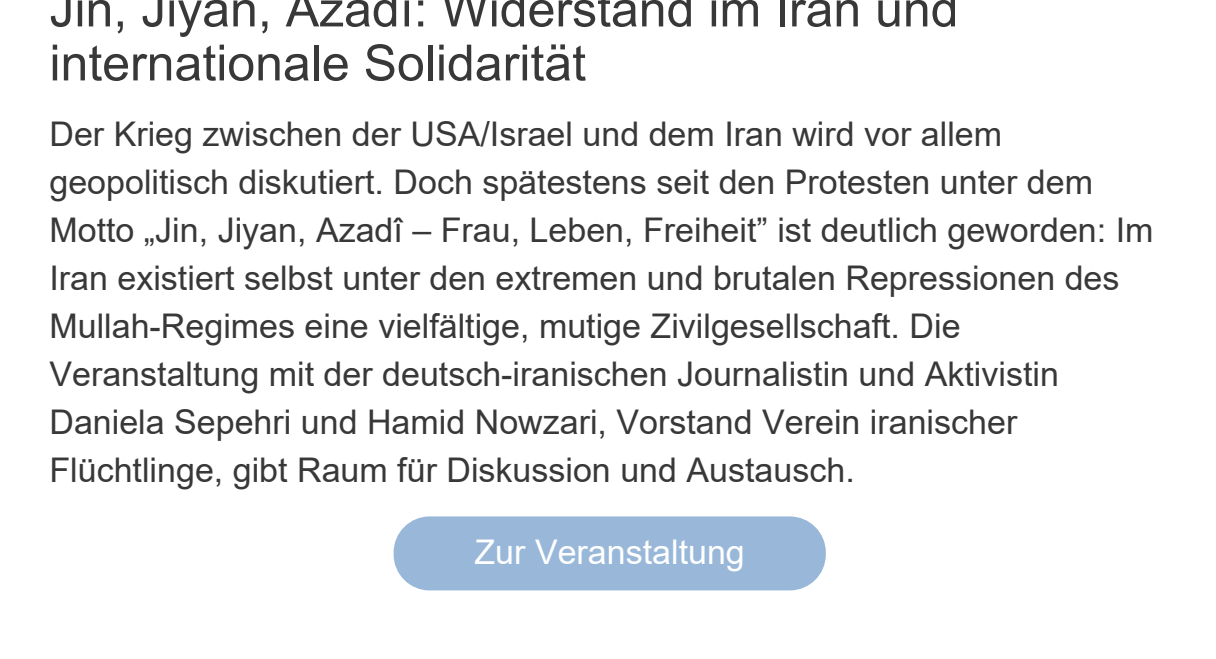 Jin, Jiyan, Azadî: Widerstand im Iran und
internationale Solidarität
Der Krieg zwischen der USA/Israel und dem Iran wird vor allem
geopolitisch diskutiert. Doch spätestens seit den Protesten unter dem
Motto „Jin, Jiyan, Azadî – Frau, Leben, Freiheit” ist deutlich geworden: Im
Iran existiert selbst unter den extremen und brutalen Repressionen des
Mullah-Regimes eine vielfältige, mutige Zivilgesellschaft. Die
Veranstaltung mit der deutsch-iranischen Journalistin und Aktivistin
Daniela Sepehri und Hamid Nowzari, Vorstand Verein iranischer
Flüchtlinge, gibt Raum für Diskussion und Austausch.
Zur Veranstaltung